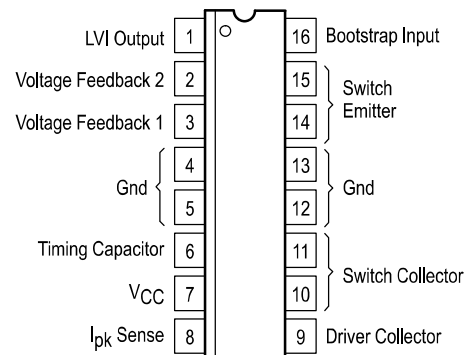 LVI Output 1 16 Bootstrap Input
Voltage Feedback 2 2 15
Switch
Emitter
Voltage Feedback 1 3 14
4 13
Gnd Gnd
5 12
Timing Capacitor 6 11
Switch Collector
VCC 7 10
Ipk Sense 8 9 Driver Collector